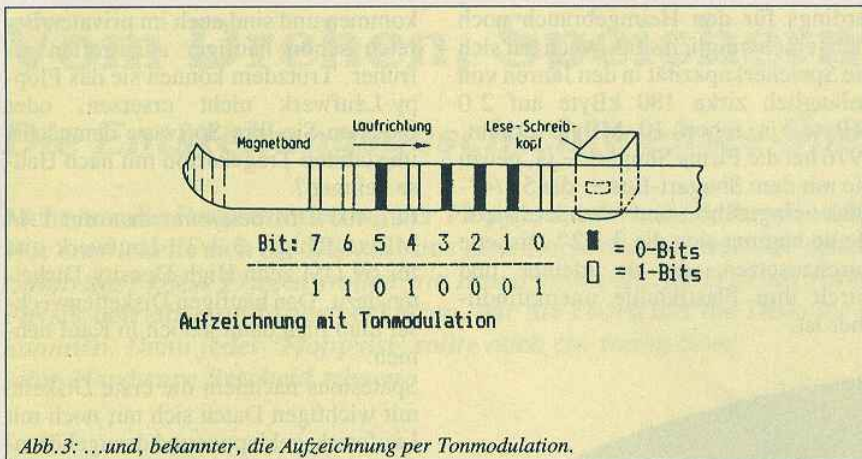 Magnetband Laufrichtung Lese-Schreib-
kopf
Bit: 7 6 5 4 3 2 1 0
1 1 0 1 0 0 0 1
= 0-Bits
= 1-Bits
Aufzeichnung mit Tonmodulation
Abb.3: ...und, bekannter, die Aufzeichnung per Tonmodulation.